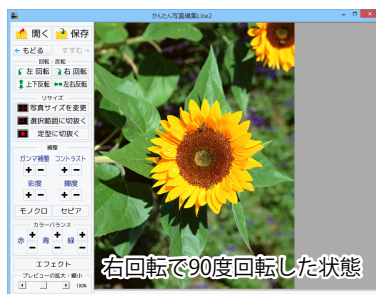 かんたん写真編集Lite2
開く 保存
←もどる すすむ→
回転・反転
左 回転 右 回転
上下反転 左右反転
リサイズ
写真サイズを変更
選択範囲に切抜く
定型に切抜く
補整
ガンマ補整 コントラスト
+ - + -
彩度 輝度
+ - + -
モノクロ セピア
カラーバランス
赤 + - 青 + - 緑 + -
エフェクト
プレビューの拡大・縮小
100%
右回転で90度回転した状態